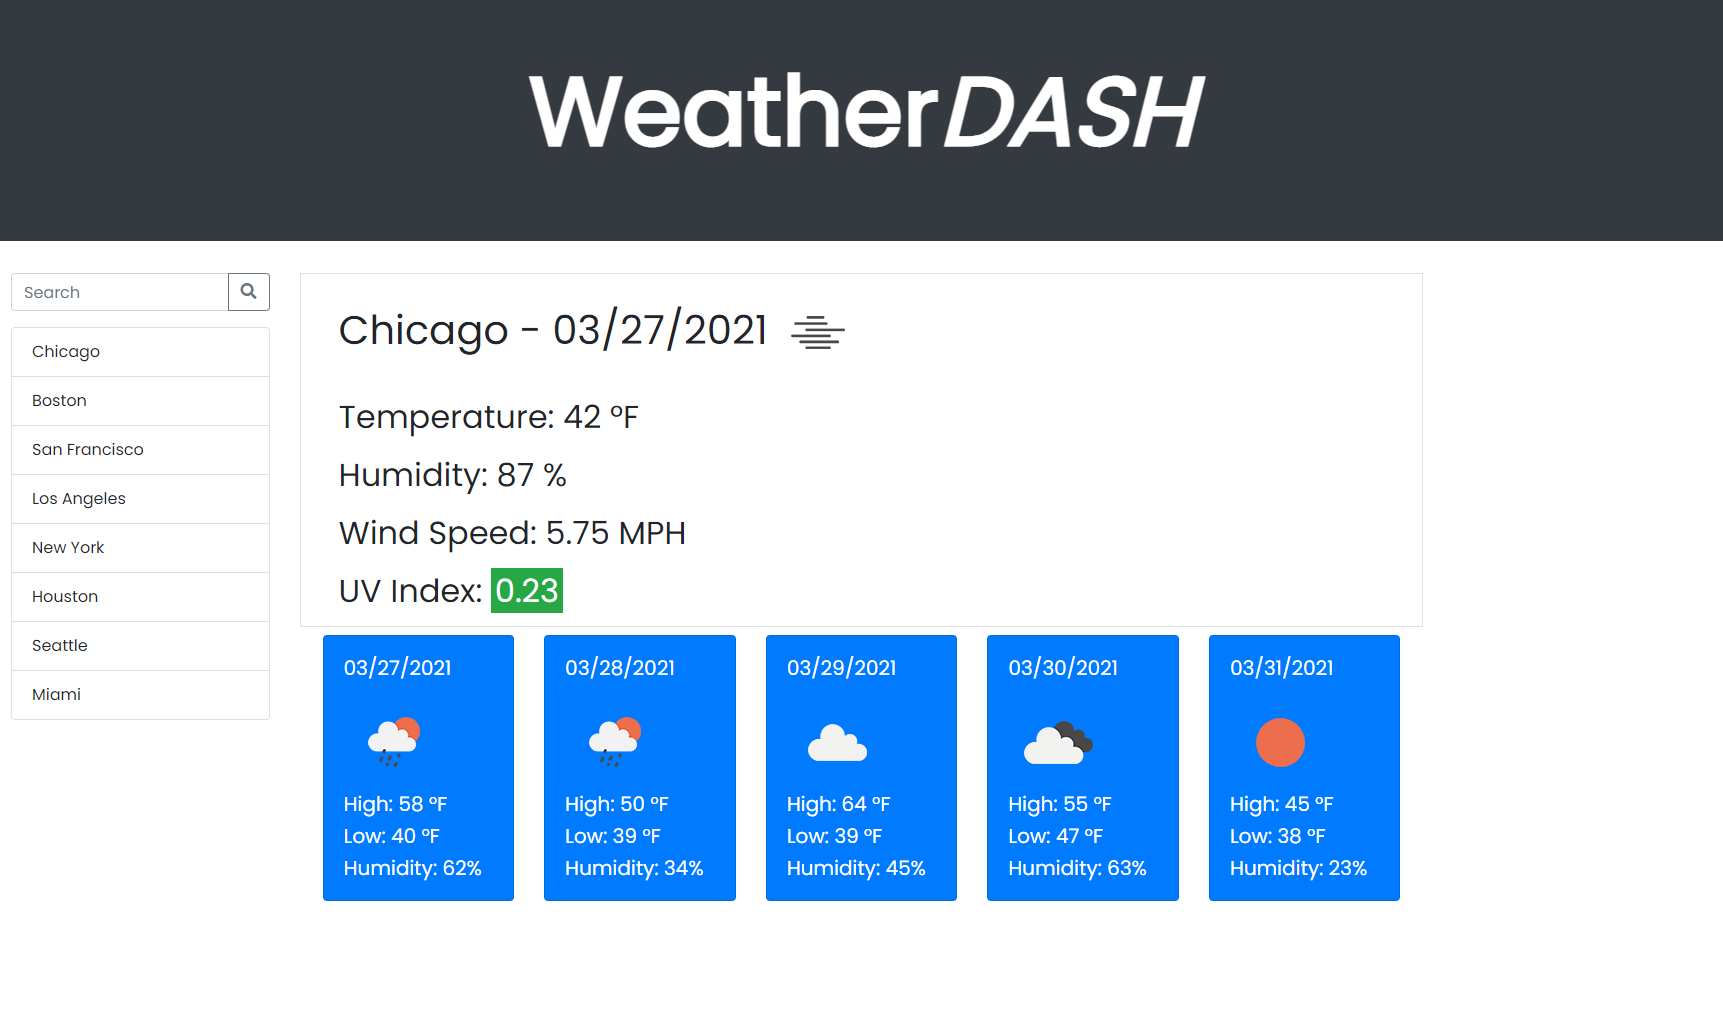 WeatherDASH
Search
Chicago
Boston
San Francisco
Los Angeles
New York
Houston
Seattle
Miami
Chicago - 03/27/2021
Temperature: 42 °F
Humidity: 87 %
Wind Speed: 5.75 MPH
UV Index: 0.23
03/27/2021
High: 58 °F
Low: 40 °F
Humidity: 62%
03/28/2021
High: 50 °F
Low: 39 °F
Humidity: 34%
03/29/2021
High: 64 °F
Low: 39 °F
Humidity: 45%
03/30/2021
High: 55 °F
Low: 47 °F
Humidity: 63%
03/31/2021
High: 45 °F
Low: 38 °F
Humidity: 23%